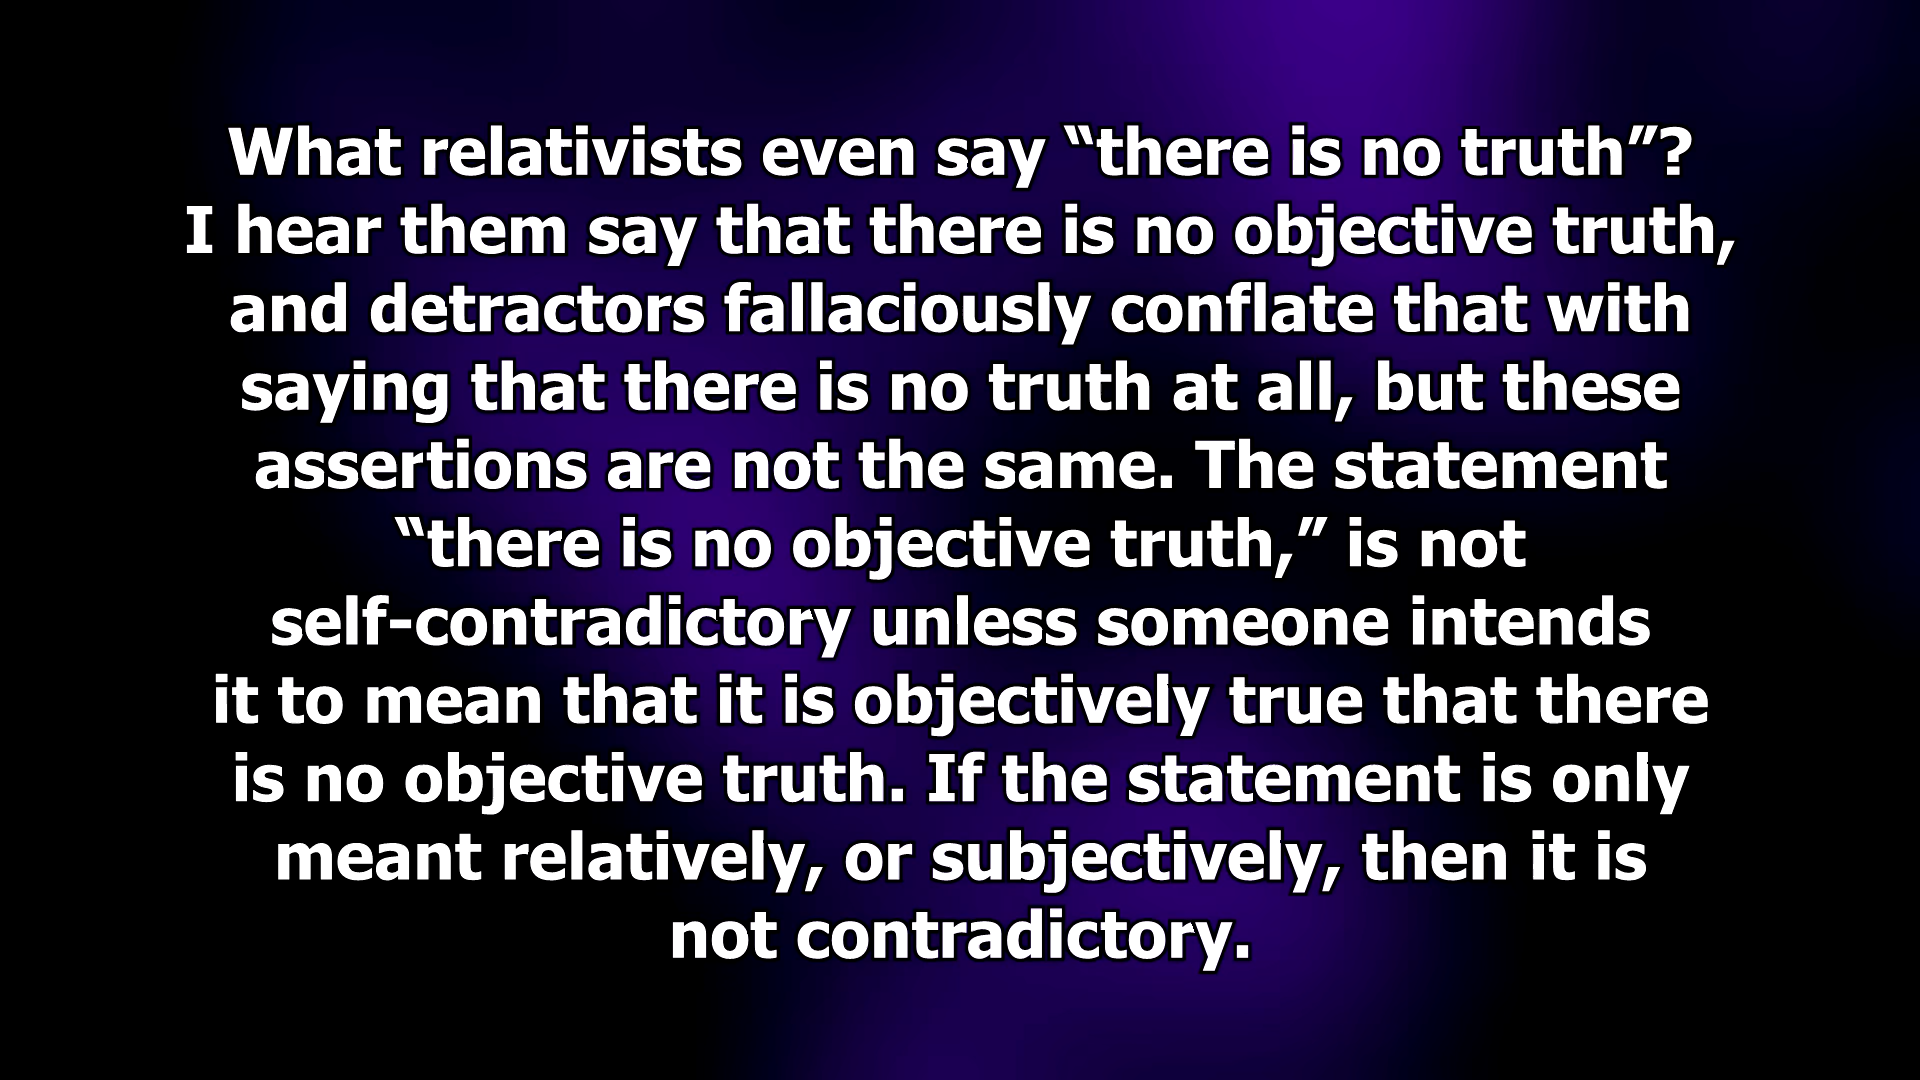 What relativists even say “there is no truth”?
I hear them say that there is no objective truth,
and detractors fallaciously conflate that with
saying that there is no truth at all, but these
assertions are not the same. The statement
“there is no objective truth,” is not
self-contradictory unless someone intends
it to mean that it is objectively true that there
is no objective truth. If the statement is only
meant relatively, or subjectively, then it is
not contradictory.